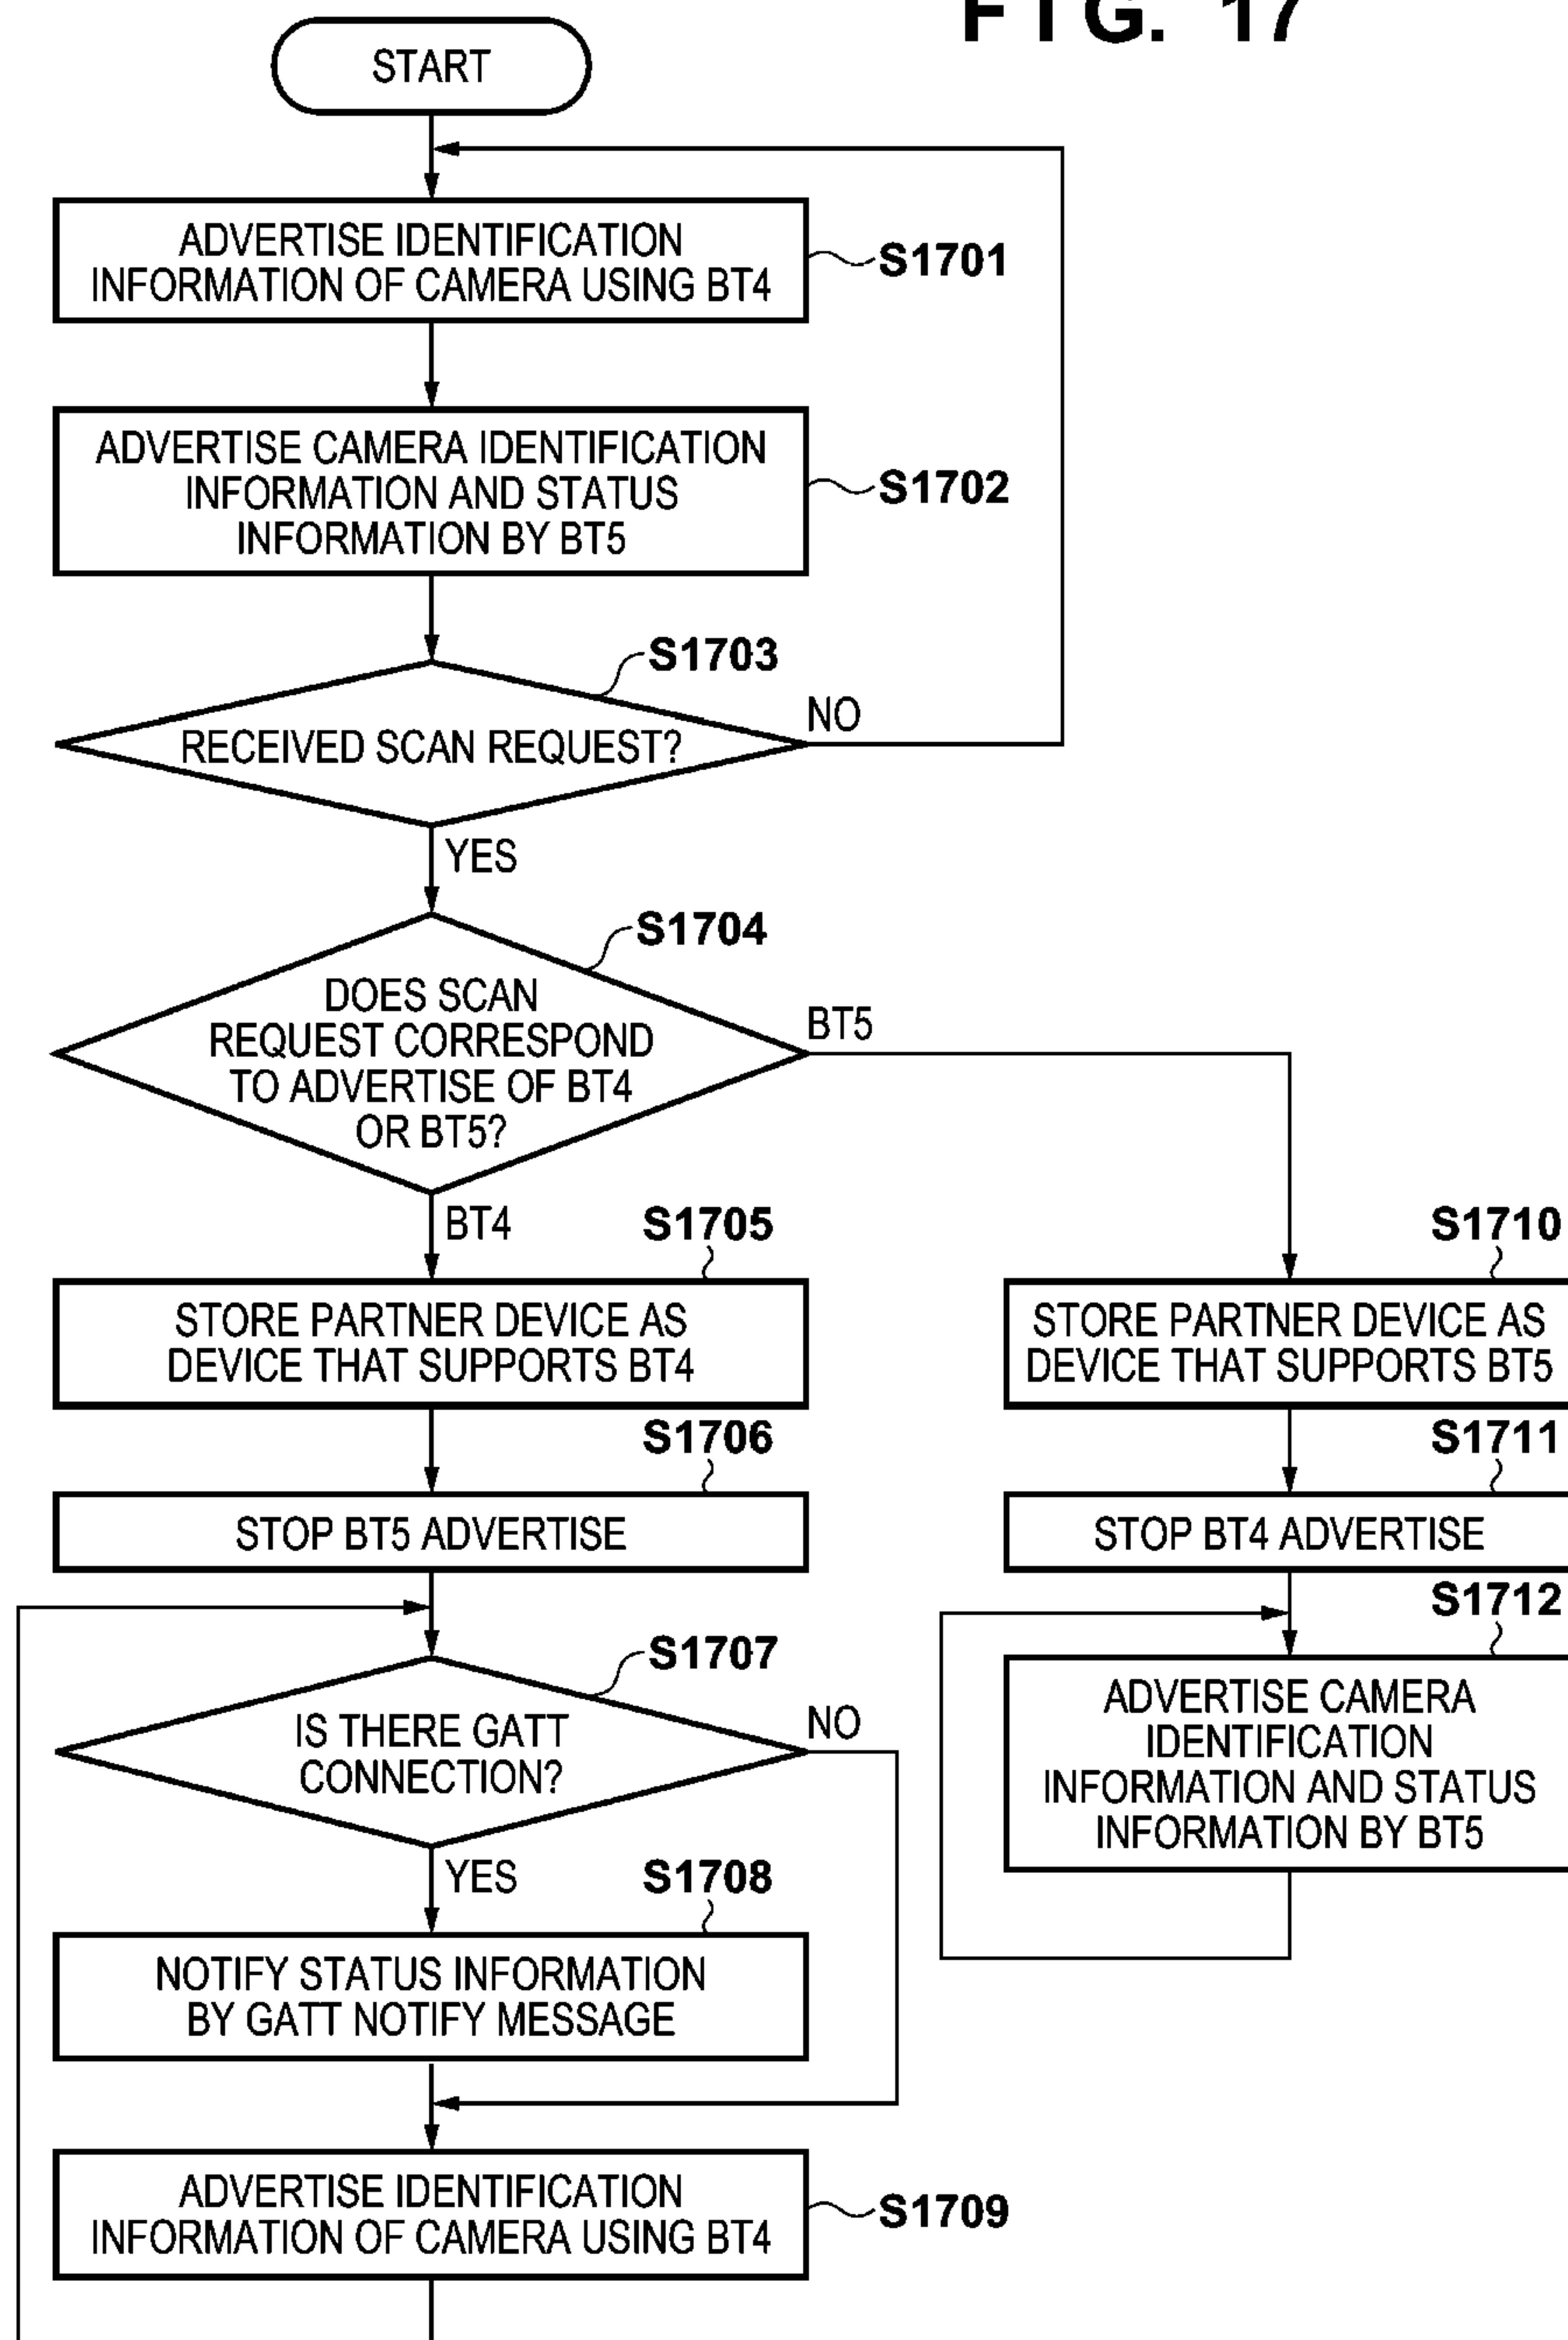 FIG. 17
START
ADVERTISE IDENTIFICATION
INFORMATION OF CAMERA USING BT4
S1701
ADVERTISE CAMERA IDENTIFICATION
INFORMATION AND STATUS
INFORMATION BY BT5
S1702
S1703
RECEIVED SCAN REQUEST?
NO
YES
S1704
DOES SCAN
REQUEST CORRESPOND
TO ADVERTISE OF BT4
OR BT5?
BT5
BT4
S1705
STORE PARTNER DEVICE AS
DEVICE THAT SUPPORTS BT4
S1706
STOP BT5 ADVERTISE
S1707
IS THERE GATT
CONNECTION?
NO
YES
S1708
NOTIFY STATUS INFORMATION
BY GATT NOTIFY MESSAGE
ADVERTISE IDENTIFICATION
INFORMATION OF CAMERA USING BT4
S1709
S1710
STORE PARTNER DEVICE AS
DEVICE THAT SUPPORTS BT5
S1711
STOP BT4 ADVERTISE
S1712
ADVERTISE CAMERA
IDENTIFICATION
INFORMATION AND STATUS
INFORMATION BY BT5